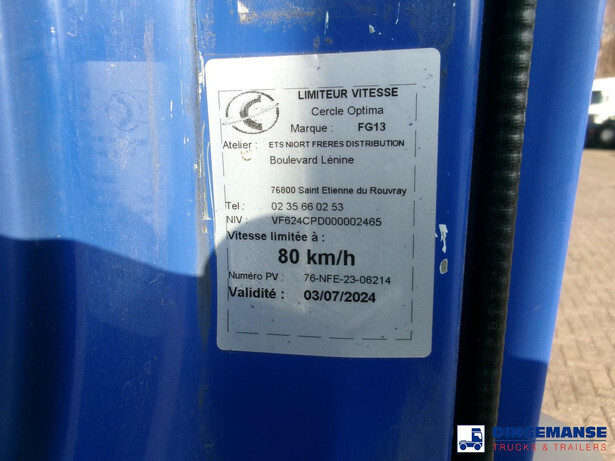 LIMITEUR VITESSE
Cercle Optima
Marque : FG13
Atelier : ETS NIORT FRERES DISTRIBUTION
Boulevard Lénine
76800 Saint Etienne du Rouvray
Tel : 02 35 66 02 53
NIV : VF624CPD000002465
Vitesse limitée à :
80 km/h
Numéro PV : 76-NFE-23-06214
Validité : 03/07/2024
DINGEMANSE
TRUCKS & TRAILERS